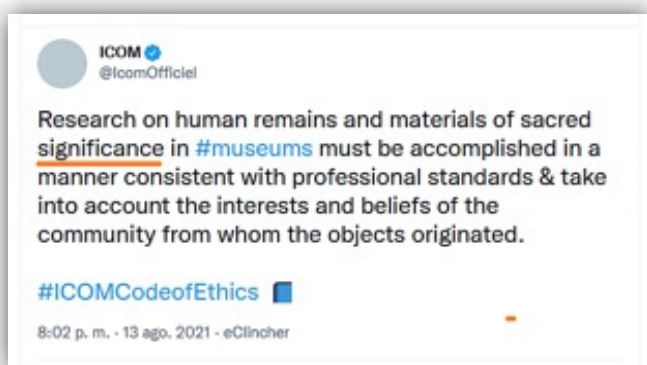 ICOM
@IcomOfficiel
Research on human remains and materials of sacred
significance in #museums must be accomplished in a
manner consistent with professional standards & take
into account the interests and beliefs of the
community from whom the objects originated.
#ICOMCodeofEthics
8:02 p. m. · 13 ago. 2021 · eClincher